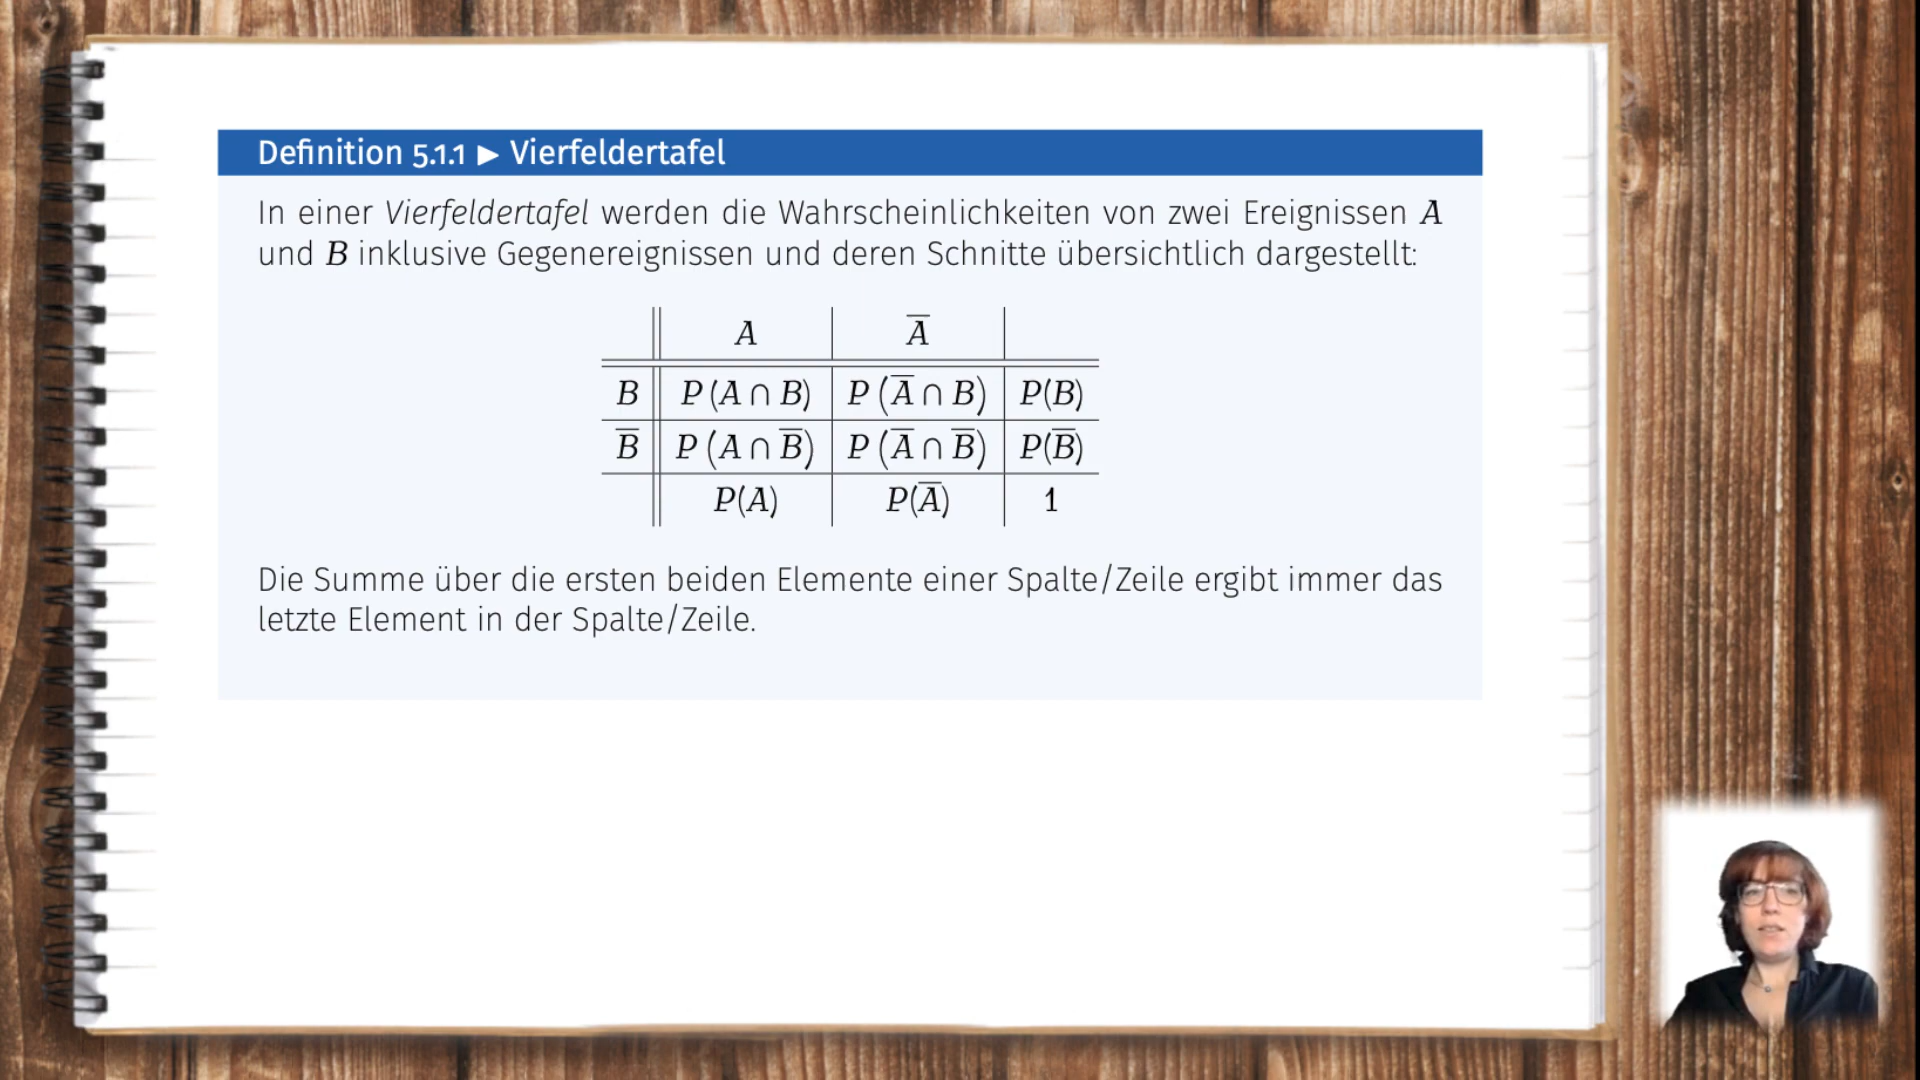 Definition 5.1.1 ▶ Vierfeldertafel
In einer Vierfeldertafel werden die Wahrscheinlichkeiten von zwei Ereignissen A
und B inklusive Gegenereignissen und deren Schnitte übersichtlich dargestellt:
A A̅
B P (A ∩ B) P (A̅ ∩ B) P(B)
B̅ P (A ∩ B̅) P (A̅ ∩ B̅) P(B̅)
P(A) P(A̅) 1
Die Summe über die ersten beiden Elemente einer Spalte/Zeile ergibt immer das
letzte Element in der Spalte/Zeile.